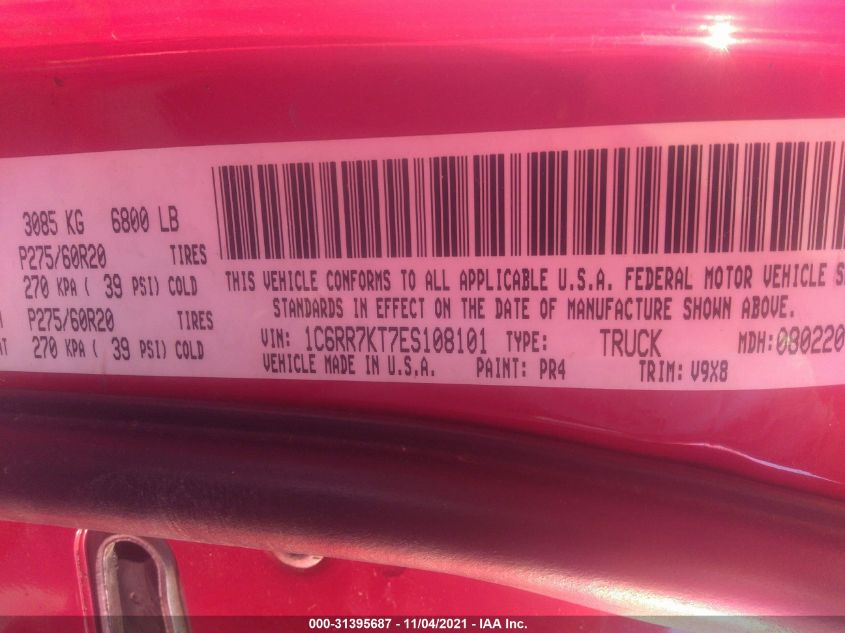 3085 KG 6800 LB
P275/60R20 TIRES
270 KPA ( 39 PSI) COLD
P275/60R20 TIRES
270 KPA ( 39 PSI) COLD
THIS VEHICLE CONFORMS TO ALL APPLICABLE U.S.A. FEDERAL MOTOR VEHICLE S
STANDARDS IN EFFECT ON THE DATE OF MANUFACTURE SHOWN ABOVE.
VIN: 1C6RR7KT7ES108101 TYPE: TRUCK MDH: 080220
VEHICLE MADE IN U.S.A. PAINT: PR4 TRIM: V9X8
000-31395687 - 11/04/2021 - IAA Inc.